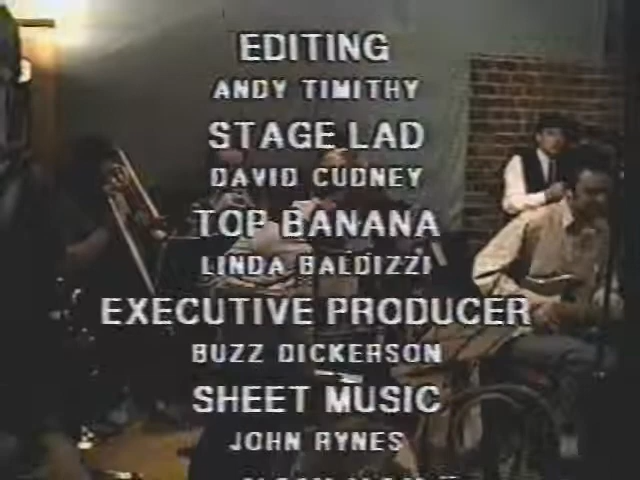 EDITING
ANDY TIMITHY
STAGE LAD
DAVID CUDNEY
TOP BANANA
LINDA BALDIZZI
EXECUTIVE PRODUCER
BUZZ DICKERSON
SHEET MUSIC
JOHN RYNES